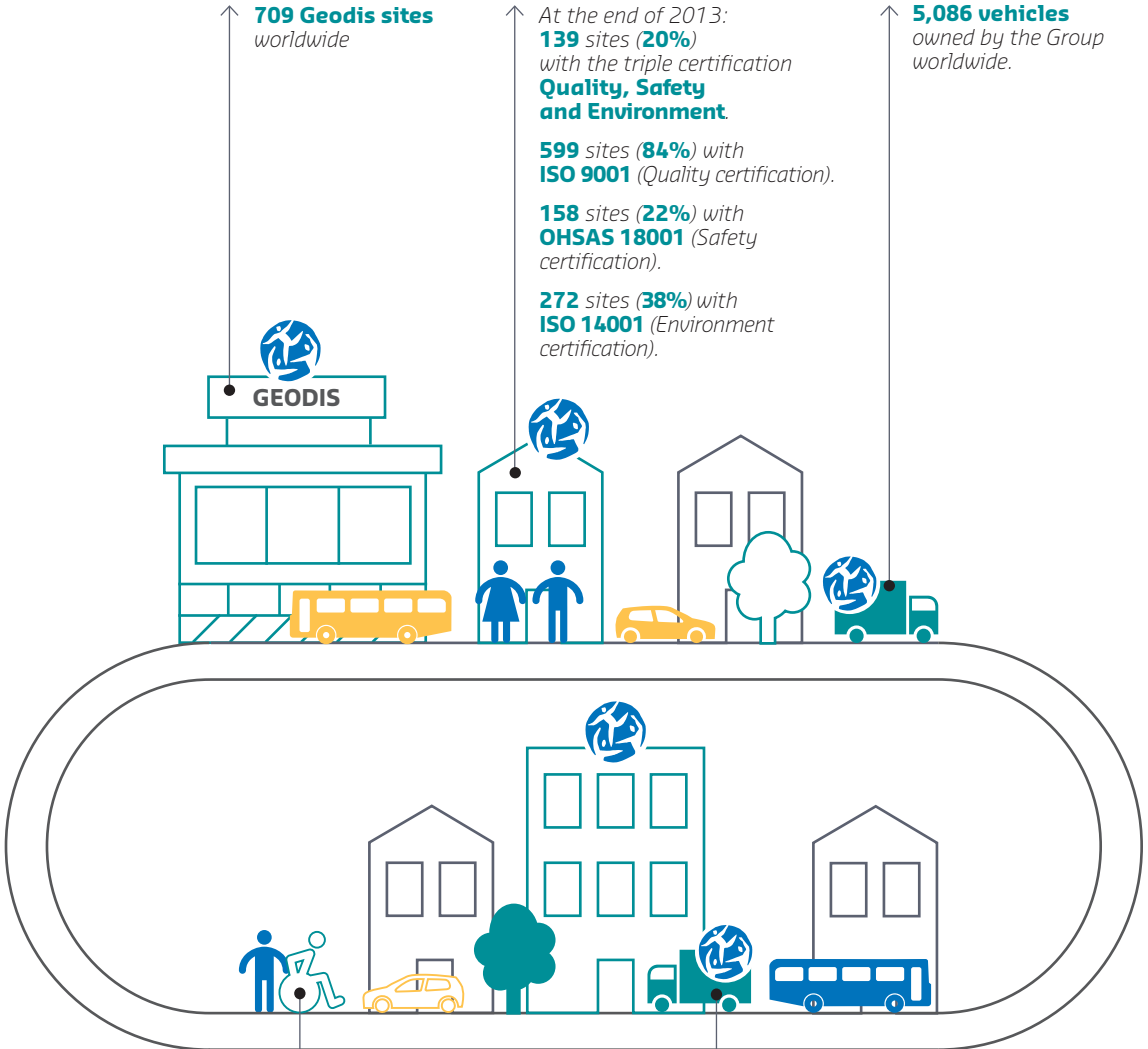 709 Geodis sites
worldwide
At the end of 2013:
139 sites (20%)
with the triple certification
Quality, Safety
and Environment.
599 sites (84%) with
ISO 9001 (Quality certification).
158 sites (22%) with
OHSAS 18001 (Safety
certification).
272 sites (38%) with
ISO 14001 (Environment
certification).
5,086 vehicles
owned by the Group
worldwide.
GEODIS